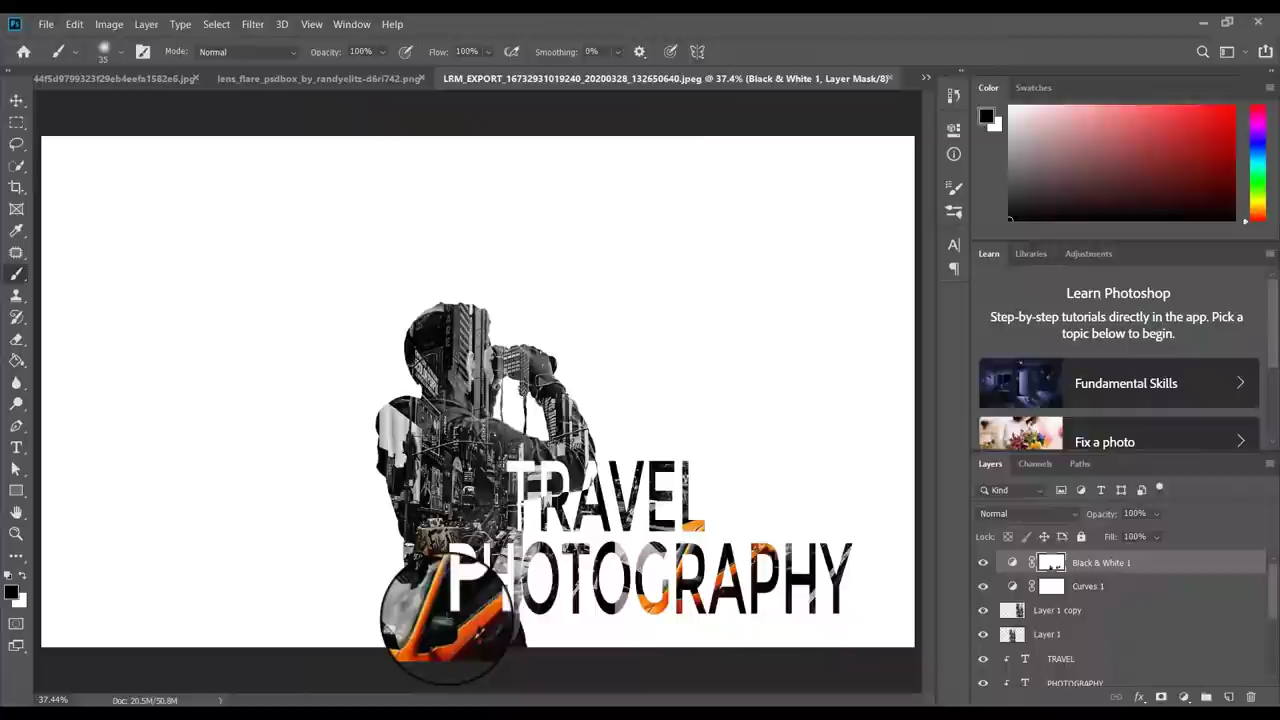 Ps File Edit Image Layer Type Select Filter 3D View Window Help
35 Mode: Normal Opacity: 100% Flow: 100% Smoothing: 0%
44f5d9799323f29eb4eefa1582e6.jpg lens_flare_psdbox_by_randyelitz-d6ri742.png LRM_EXPORT_16732931019240_20200328_132650640.jpeg @ 37.4% (Black & White 1, Layer Mask/8)
Color Swatches
Learn Libraries Adjustments
Learn Photoshop
Step-by-step tutorials directly in the app. Pick a
topic below to begin.
Fundamental Skills
Fix a photo
TRAVEL
PHOTOGRAPHY
Layers Channels Paths
Kind
Normal Opacity: 100%
Lock: Fill: 100%
Black & White 1
Curves 1
Layer 1 copy
Layer 1
T TRAVEL
T PHOTOGRAPHY
fx
37.44% Doc: 20.5M/50.8M